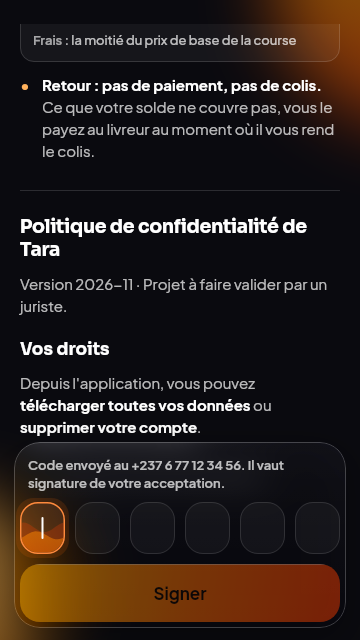 Frais : la moitié du prix de base de la course
Retour : pas de paiement, pas de colis.
Ce que votre solde ne couvre pas, vous le
payez au livreur au moment où il vous rend
le colis.
Politique de confidentialité de
Tara
Version 2026–11 · Projet à faire valider par un
juriste.
Vos droits
Depuis l'application, vous pouvez
télécharger toutes vos données ou
supprimer votre compte.
Code envoyé au +237 6 77 12 34 56. Il vaut
signature de votre acceptation.
Signer